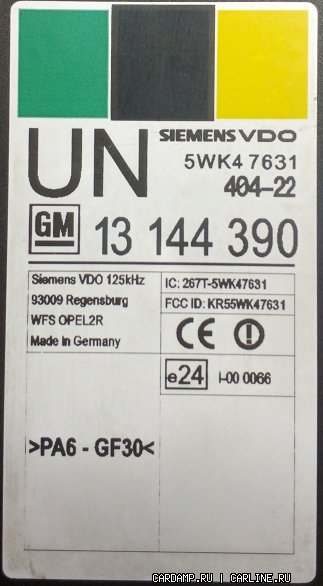 UN
SIEMENS VDO
5WK4 7631
404-22
GM 13 144 390
Siemens VDO 125kHz
93009 Regensburg
WFS OPEL2R
Made in Germany
IC: 267T-5WK47631
FCC ID: KR55WK47631
CE
e24 I-00 0066
>PA6 - GF30<
CARDAMP.RU | CARLINE.RU